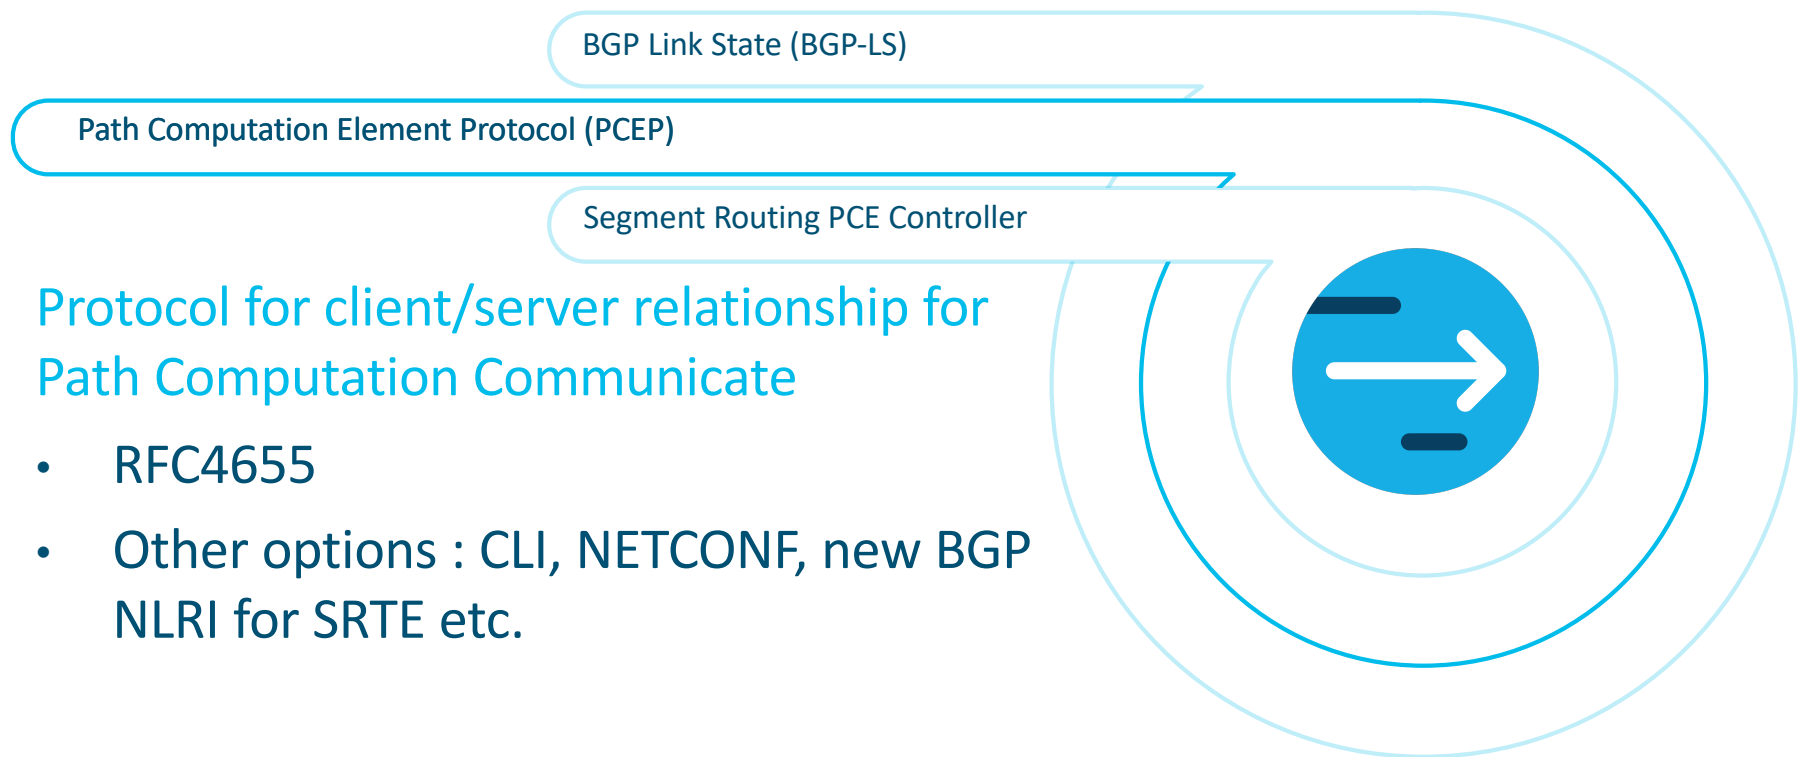 BGP Link State (BGP-LS)
Path Computation Element Protocol (PCEP)
Segment Routing PCE Controller
Protocol for client/server relationship for
Path Computation Communicate
• RFC4655
• Other options : CLI, NETCONF, new BGP
NLRI for SRTE etc.